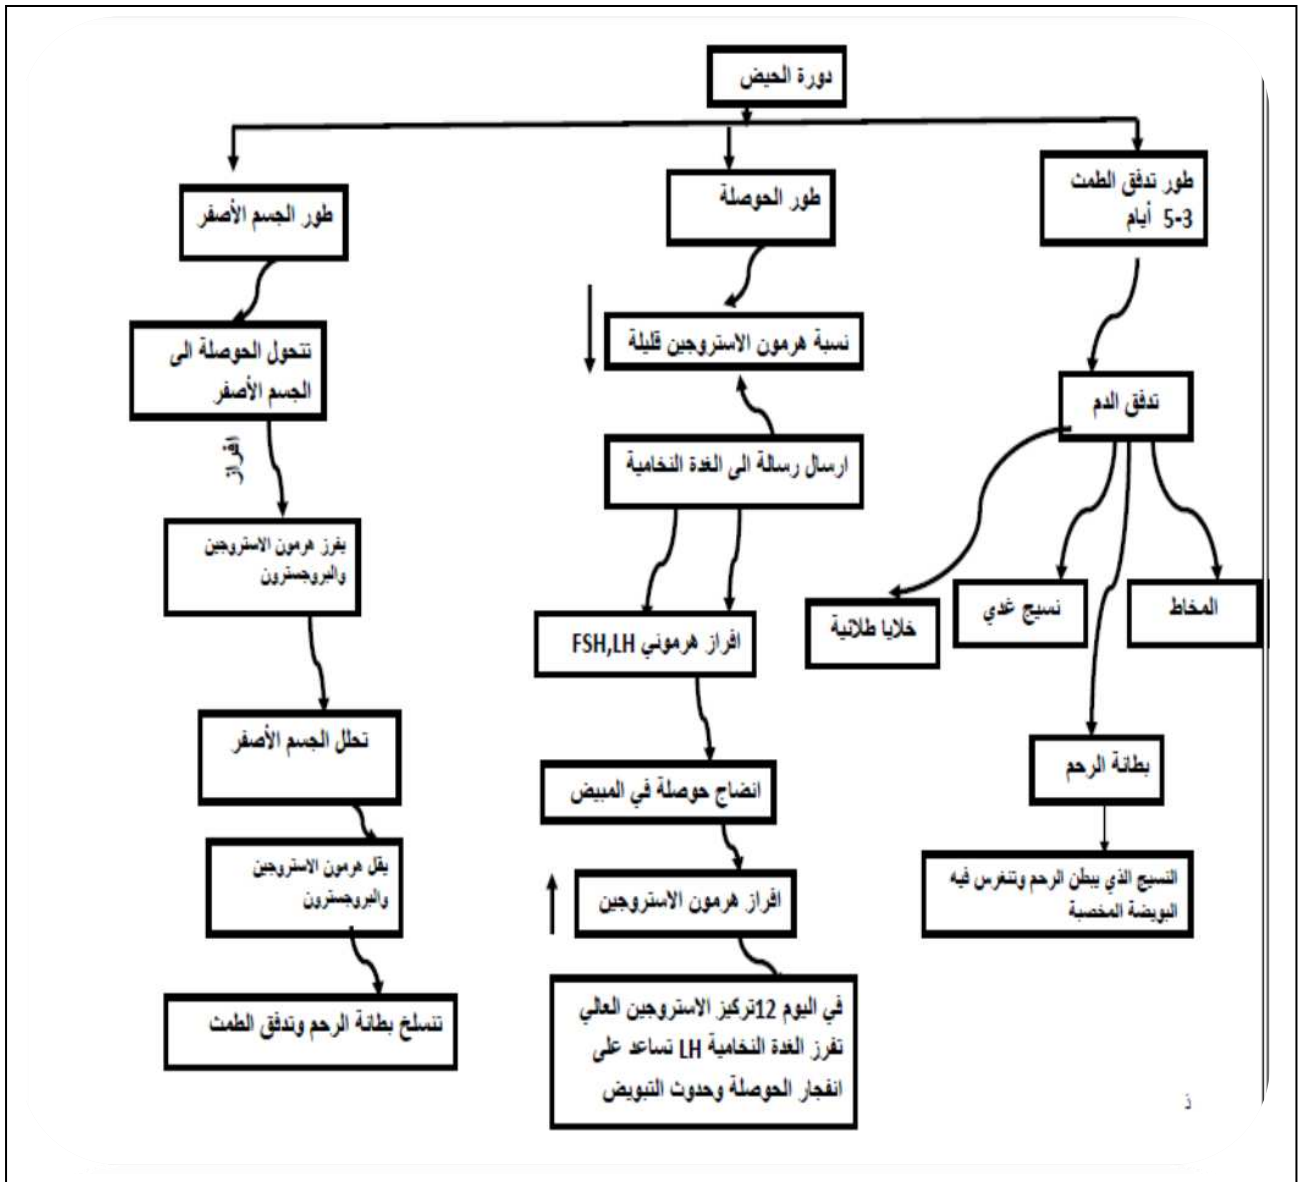 دورة الحيض
طور تدفق الطمث
3-5 أيام
تدفق الدم
المخاط
نسيج غدي
خلايا طلائية
بطانة الرحم
النسيج الذي يبطن الرحم وتنغرس فيه
البويضة المخصبة
طور الحوصلة
نسبة هرمون الاستروجين قليلة
ارسال رسالة الى الغدة النخامية
افراز هرموني FSH,LH
انضاج حوصلة في المبيض
افراز هرمون الاستروجين
في اليوم 12تركيز الاستروجين العالي
تفرز الغدة النخامية LH تساعد على
انفجار الحوصلة وحدوث التبويض
طور الجسم الأصفر
تتحول الحوصلة الى
الجسم الأصفر
افراز
يفرز هرمون الاستروجين
والبروجسترون
تحلل الجسم الأصفر
يقل هرمون الاستروجين
والبروجسترون
تنسلخ بطانة الرحم وتدفق الطمث
ذ